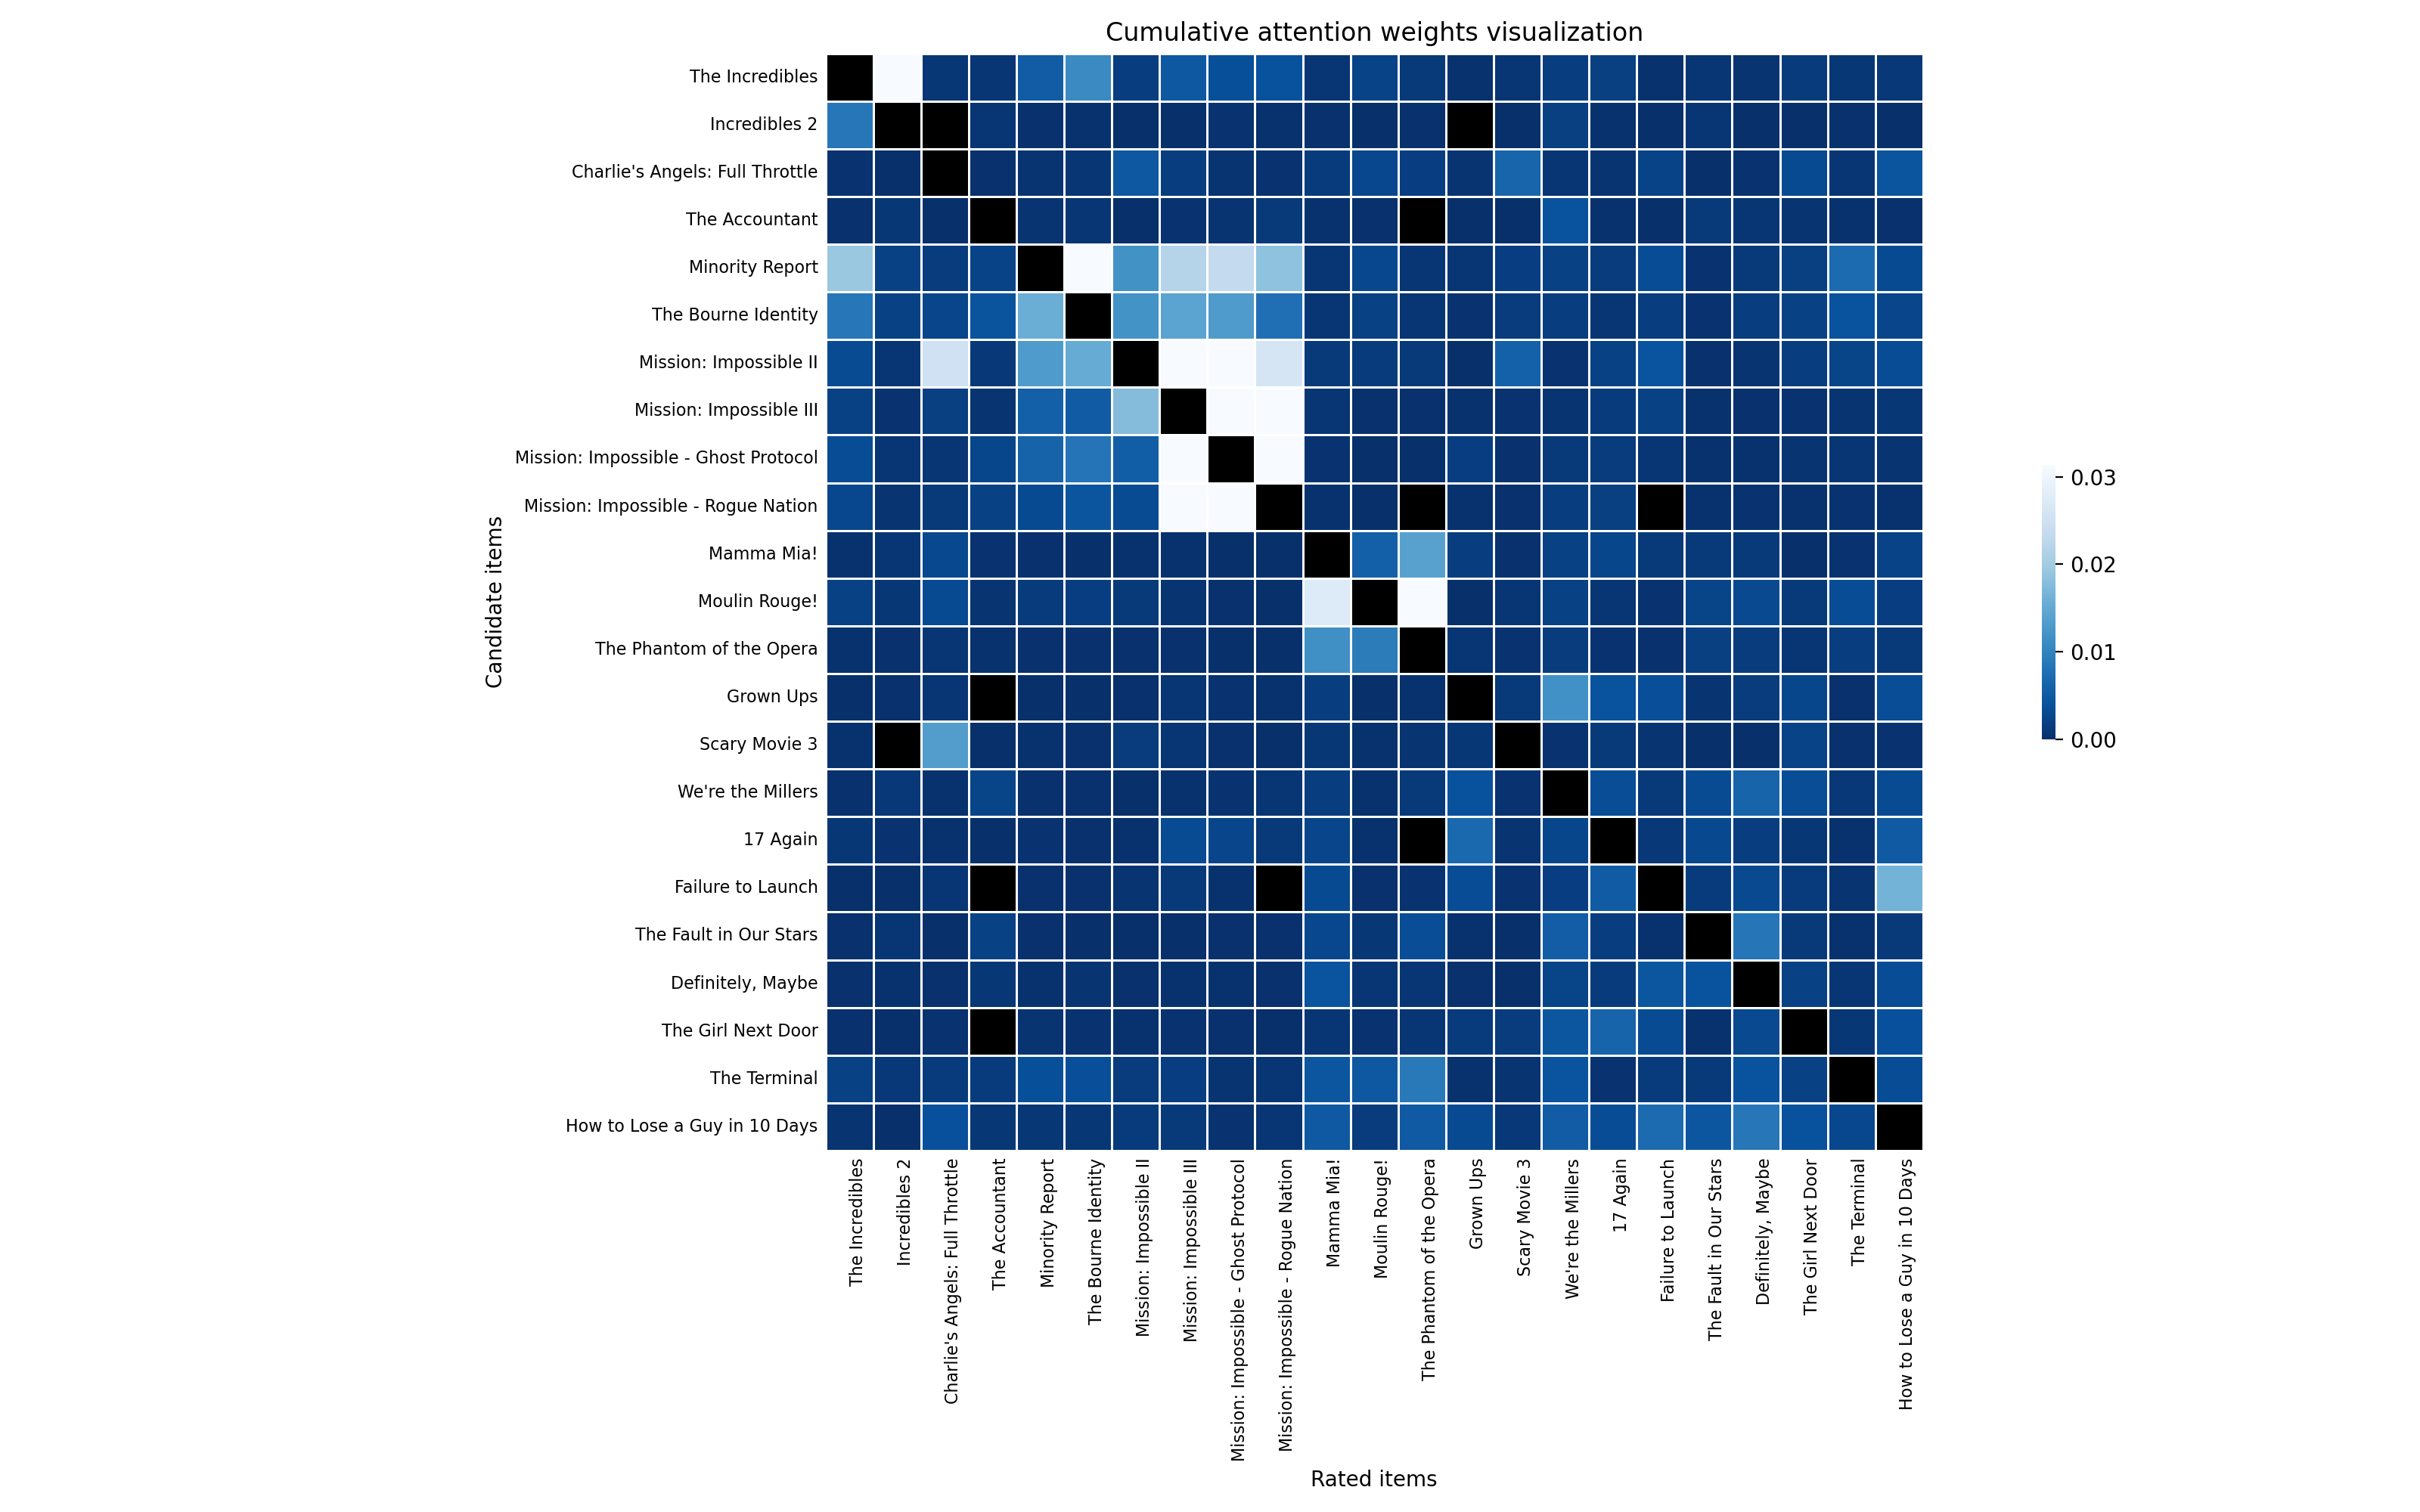 Cumulative attention weights visualization
Candidate items
The Incredibles
Incredibles 2
Charlie's Angels: Full Throttle
The Accountant
Minority Report
The Bourne Identity
Mission: Impossible II
Mission: Impossible III
Mission: Impossible - Ghost Protocol
Mission: Impossible - Rogue Nation
Mamma Mia!
Moulin Rouge!
The Phantom of the Opera
Grown Ups
Scary Movie 3
We're the Millers
17 Again
Failure to Launch
The Fault in Our Stars
Definitely, Maybe
The Girl Next Door
The Terminal
How to Lose a Guy in 10 Days
The Incredibles
Incredibles 2
Charlie's Angels: Full Throttle
The Accountant
Minority Report
The Bourne Identity
Mission: Impossible II
Mission: Impossible III
Mission: Impossible - Ghost Protocol
Mission: Impossible - Rogue Nation
Mamma Mia!
Moulin Rouge!
The Phantom of the Opera
Grown Ups
Scary Movie 3
We're the Millers
17 Again
Failure to Launch
The Fault in Our Stars
Definitely, Maybe
The Girl Next Door
The Terminal
How to Lose a Guy in 10 Days
Rated items
0.03
0.02
0.01
0.00